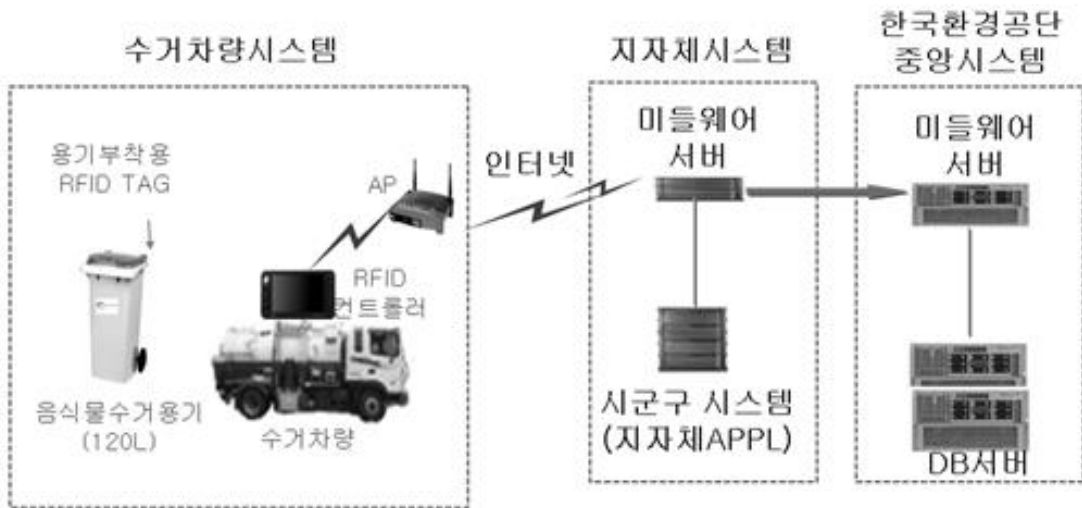 수거차량시스템
용기부착용
RFID TAG
AP
RFID
컨트롤러
음식물수거용기
(120L)
수거차량
인터넷
지자체시스템
미들웨어
서버
시군구 시스템
(지자체APPL)
한국환경공단
중앙시스템
미들웨어
서버
DB서버